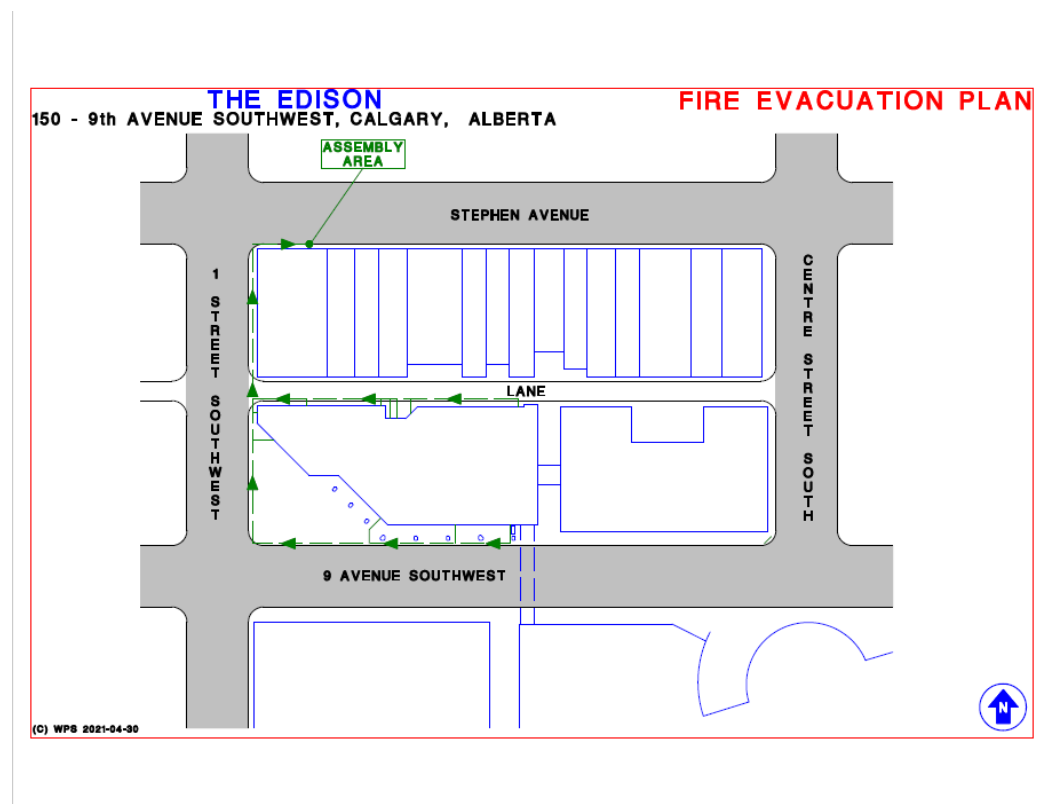 THE EDISON
FIRE EVACUATION PLAN
150 - 9th AVENUE SOUTHWEST, CALGARY, ALBERTA
ASSEMBLY
AREA
STEPHEN AVENUE
1 STREET SOUTHWEST
CENTRE STREET SOUTH
LANE
9 AVENUE SOUTHWEST
N
(C) WPS 2021-04-30